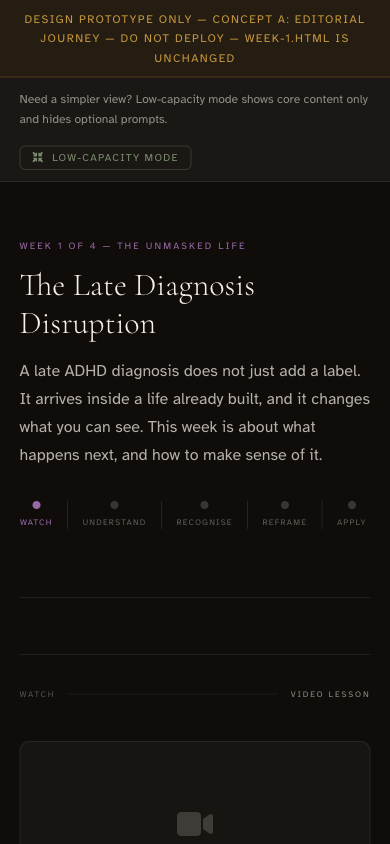 DESIGN PROTOTYPE ONLY — CONCEPT A: EDITORIAL
JOURNEY — DO NOT DEPLOY — WEEK-1.HTML IS
UNCHANGED
Need a simpler view? Low-capacity mode shows core content only
and hides optional prompts.
LOW-CAPACITY MODE
WEEK 1 OF 4 — THE UNMASKED LIFE
The Late Diagnosis
Disruption
A late ADHD diagnosis does not just add a label.
It arrives inside a life already built, and it changes
what you can see. This week is about what
happens next, and how to make sense of it.
WATCH UNDERSTAND RECOGNISE REFRAME APPLY
WATCH VIDEO LESSON